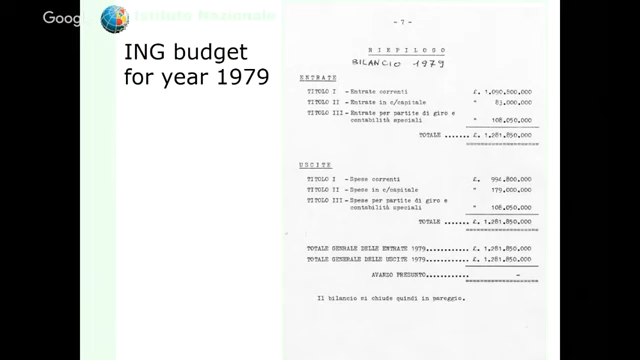 Goog
Istituto Nazionale
ING budget
for year 1979
- 7 -
RIEPILOGO
BILANCIO 1979
ENTRATE
TITOLO I - Entrate correnti £. 1.090.800.000
TITOLO II - Entrate in c/capitale " 83.000.000
TITOLO III - Entrate per partite di giro e
contabilità speciali " 108.050.000
TOTALE ....... £. 1.281.850.000
USCITE
TITOLO I - Spese correnti £. 994.800.000
TITOLO II - Spese in c/capitale " 179.000.000
TITOLO III - Spese per partite di giro e
contabilità speciali " 108.050.000
TOTALE ....... £. 1.281.850.000
TOTALE GENERALE DELLE ENTRATE 1979............ £. 1.281.850.000
TOTALE GENERALE DELLE USCITE 1979............. £. 1.281.850.000
AVANZO PRESUNTO............ -
Il bilancio si chiude quindi in pareggio.